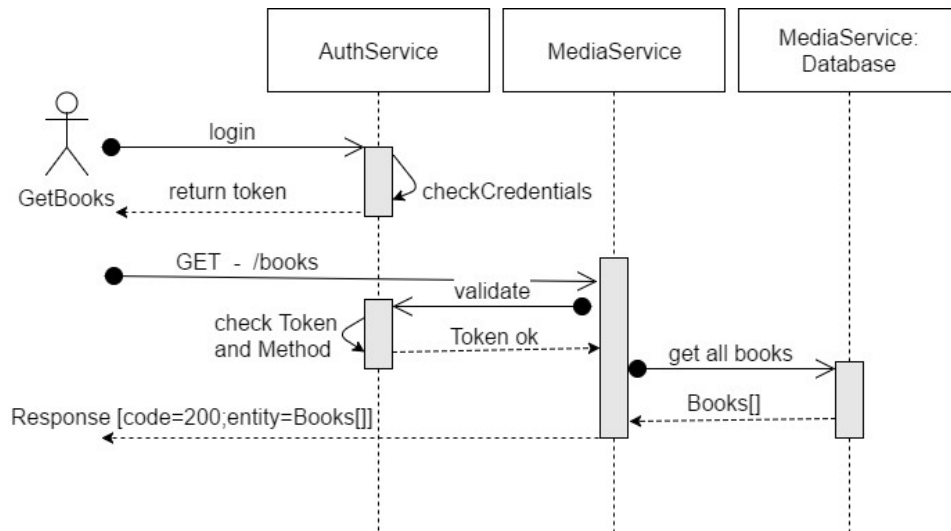 AuthService
MediaService
MediaService:
Database
login
GetBooks
return token
checkCredentials
GET - /books
validate
check Token
and Method
Token ok
get all books
Books[]
Response [code=200;entity=Books[]]